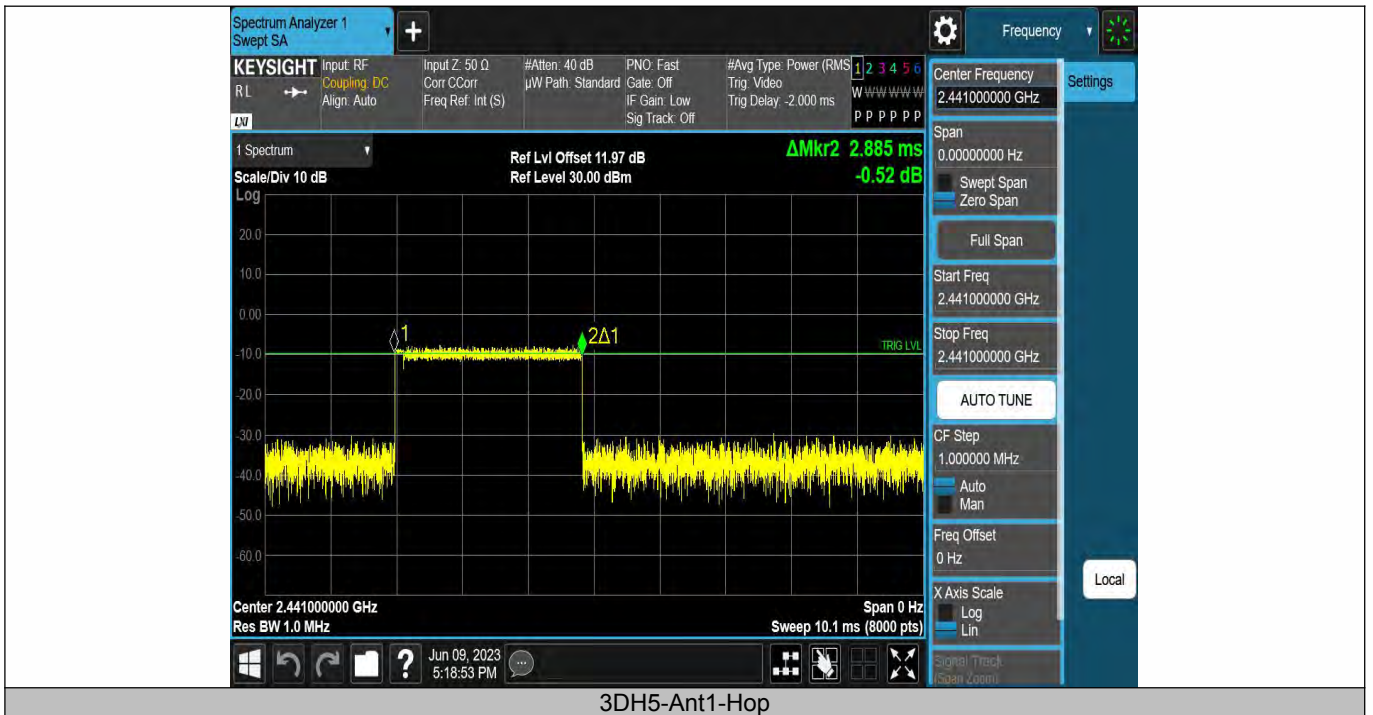 Spectrum Analyzer 1
Swept SA
+
Frequency
KEYSIGHT
RL
LXI
Input: RF
Coupling: DC
Align: Auto
Input Z: 50 Ω
Corr CCorr
Freq Ref: Int (S)
#Atten: 40 dB
µW Path: Standard
PNO: Fast
Gate: Off
IF Gain: Low
Sig Track: Off
#Avg Type: Power (RMS
Trig: Video
Trig Delay: -2.000 ms
1 2 3 4 5 6
W W W W W W
P P P P P P
1 Spectrum
Scale/Div 10 dB
Log
Ref Lvl Offset 11.97 dB
Ref Level 30.00 dBm
ΔMkr2 2.885 ms
-0.52 dB
20.0
10.0
0.00
-10.0
-20.0
-30.0
-40.0
-50.0
-60.0
1
2Δ1
TRIG LVL
Center 2.441000000 GHz
Res BW 1.0 MHz
Span 0 Hz
Sweep 10.1 ms (8000 pts)
Center Frequency
2.441000000 GHz
Settings
Span
0.00000000 Hz
Swept Span
Zero Span
Full Span
Start Freq
2.441000000 GHz
Stop Freq
2.441000000 GHz
AUTO TUNE
CF Step
1.000000 MHz
Auto
Man
Freq Offset
0 Hz
X Axis Scale
Log
Lin
Signal Track
(Span Zoom)
Local
?
Jun 09, 2023
5:18:53 PM
3DH5-Ant1-Hop